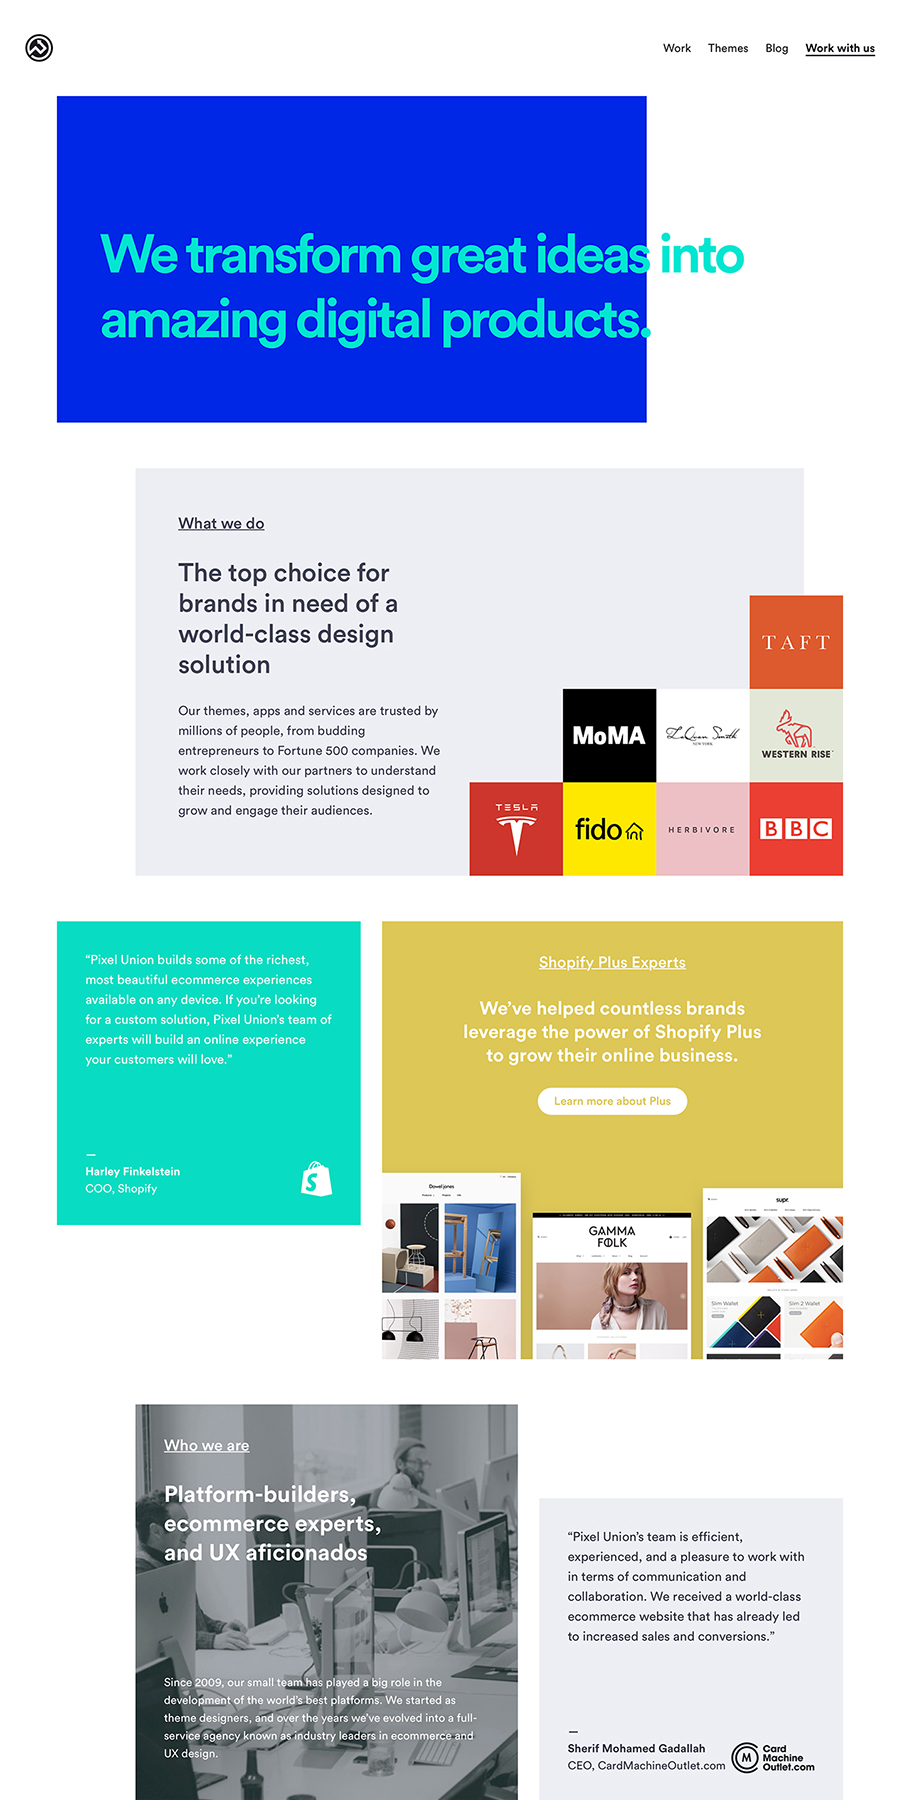 Work Themes Blog Work with us
We transform great ideas into
amazing digital products.
What we do
The top choice for
brands in need of a
world-class design
solution
Our themes, apps and services are trusted by
millions of people, from budding
entrepreneurs to Fortune 500 companies. We
work closely with our partners to understand
their needs, providing solutions designed to
grow and engage their audiences.
TAFT
MoMA
LaQuan Smith
NEW YORK
WESTERN RISE
TESLA
fido
HERBIVORE
BBC
“Pixel Union builds some of the richest,
most beautiful ecommerce experiences
available on any device. If you’re looking
for a custom solution, Pixel Union’s team of
experts will build an online experience
your customers will love.”
—
Harley Finkelstein
COO, Shopify
Shopify Plus Experts
We’ve helped countless brands
leverage the power of Shopify Plus
to grow their online business.
Learn more about Plus
Doweljones
GAMMA
FOLK
supr.
Slim Wallet
Slim 2 Wallet
Who we are
Platform-builders,
ecommerce experts,
and UX aficionados
Since 2009, our small team has played a big role in the
development of the world’s best platforms. We started as
theme designers, and over the years we’ve evolved into a full-
service agency known as industry leaders in ecommerce and
UX design.
“Pixel Union’s team is efficient,
experienced, and a pleasure to work with
in terms of communication and
collaboration. We received a world-class
ecommerce website that has already led
to increased sales and conversions.”
—
Sherif Mohamed Gadallah
CEO, CardMachineOutlet.com
M
Card
Machine
Outlet.com